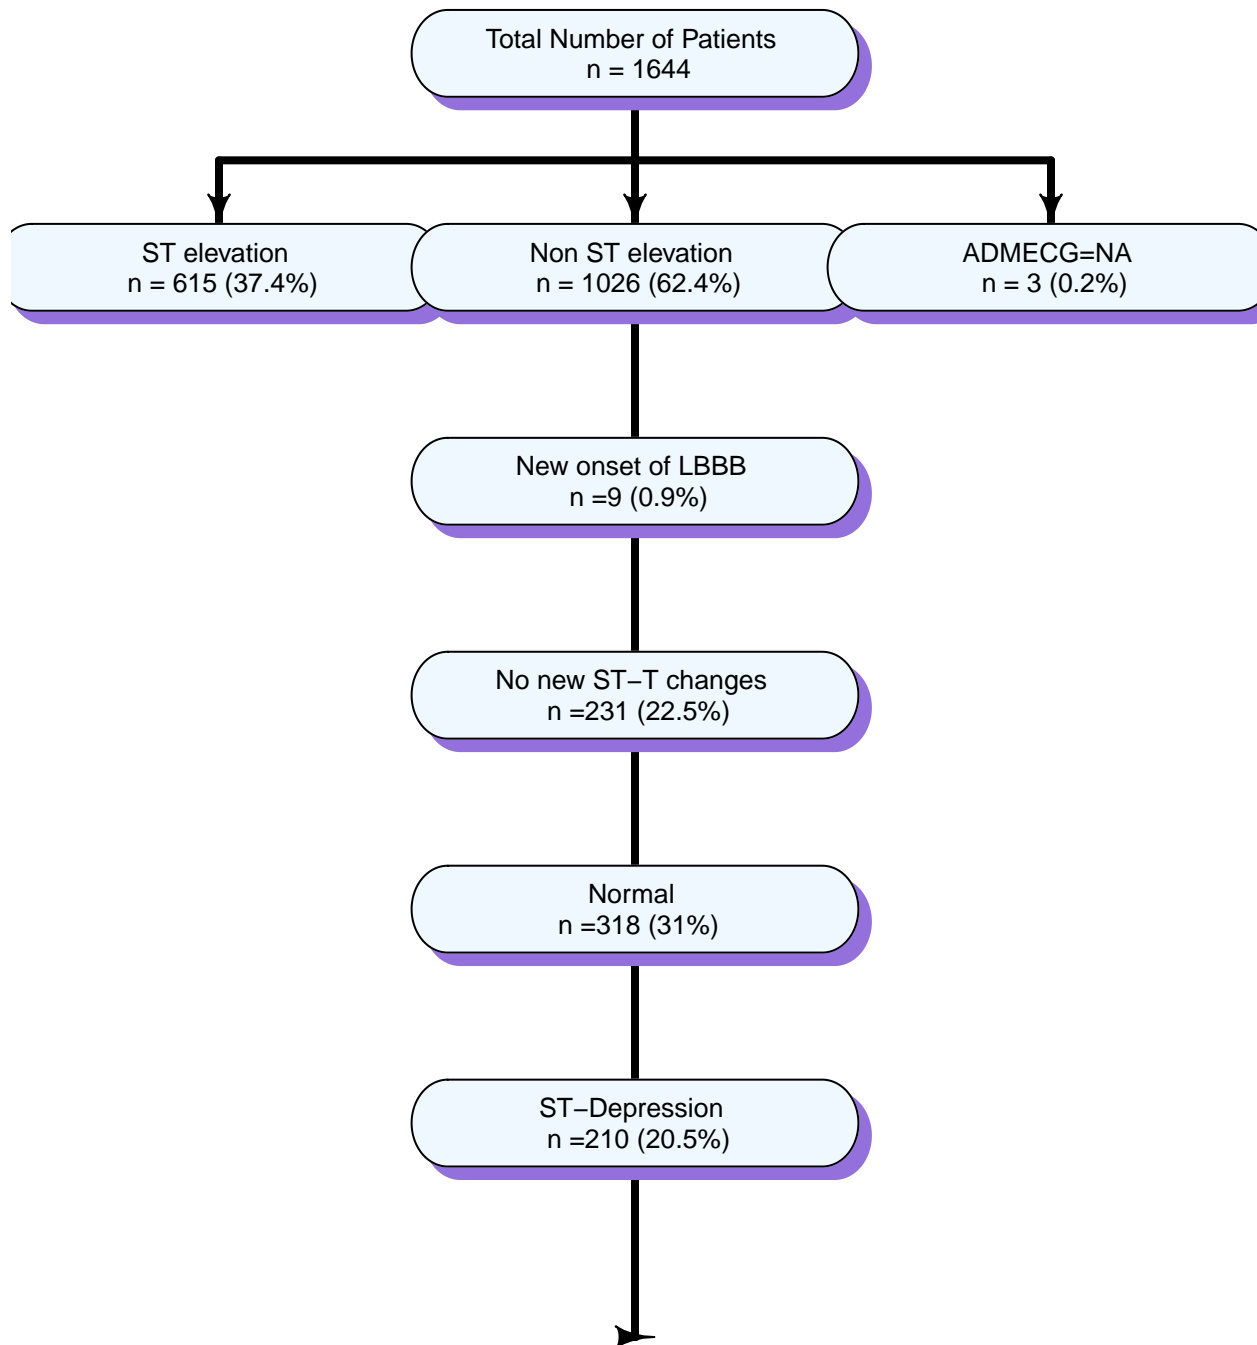 Total Number of Patients
n = 1644
ST elevation
n = 615 (37.4%)
Non ST elevation
n = 1026 (62.4%)
ADMECG=NA
n = 3 (0.2%)
New onset of LBBB
n =9 (0.9%)
No new ST−T changes
n =231 (22.5%)
Normal
n =318 (31%)
ST−Depression
n =210 (20.5%)